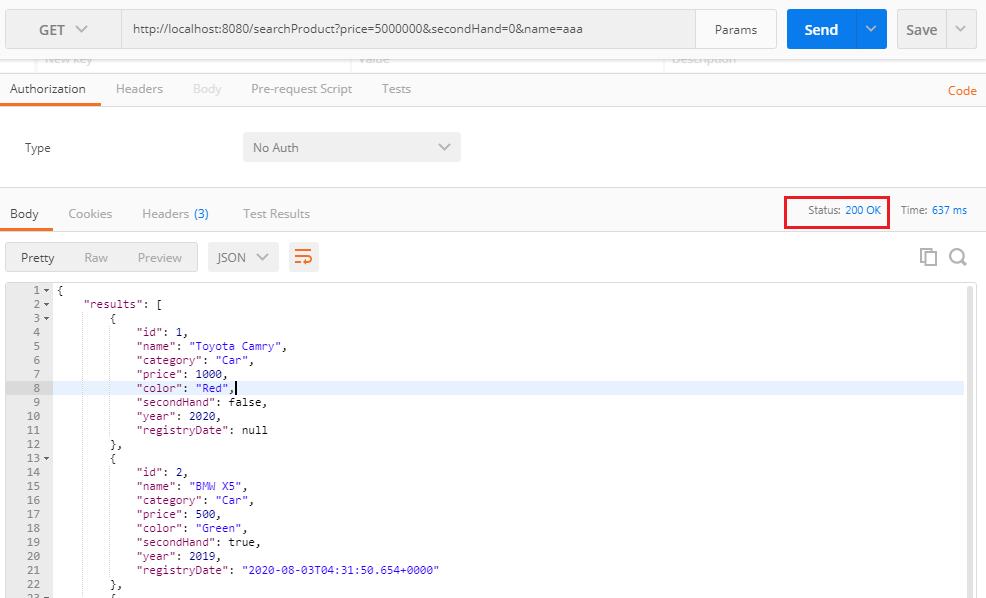 GET http://localhost:8080/searchProduct?price=5000000&secondHand=0&name=aaa Params Send Save
New key Value Description
Authorization Headers Body Pre-request Script Tests Code
Type No Auth
Body Cookies Headers (3) Test Results Status: 200 OK Time: 637 ms
Pretty Raw Preview JSON
1 {
2 "results": [
3 {
4 "id": 1,
5 "name": "Toyota Camry",
6 "category": "Car",
7 "price": 1000,
8 "color": "Red",
9 "secondHand": false,
10 "year": 2020,
11 "registryDate": null
12 },
13 {
14 "id": 2,
15 "name": "BMW X5",
16 "category": "Car",
17 "price": 500,
18 "color": "Green",
19 "secondHand": true,
20 "year": 2019,
21 "registryDate": "2020-08-03T04:31:50.654+0000"
22 },
23 {